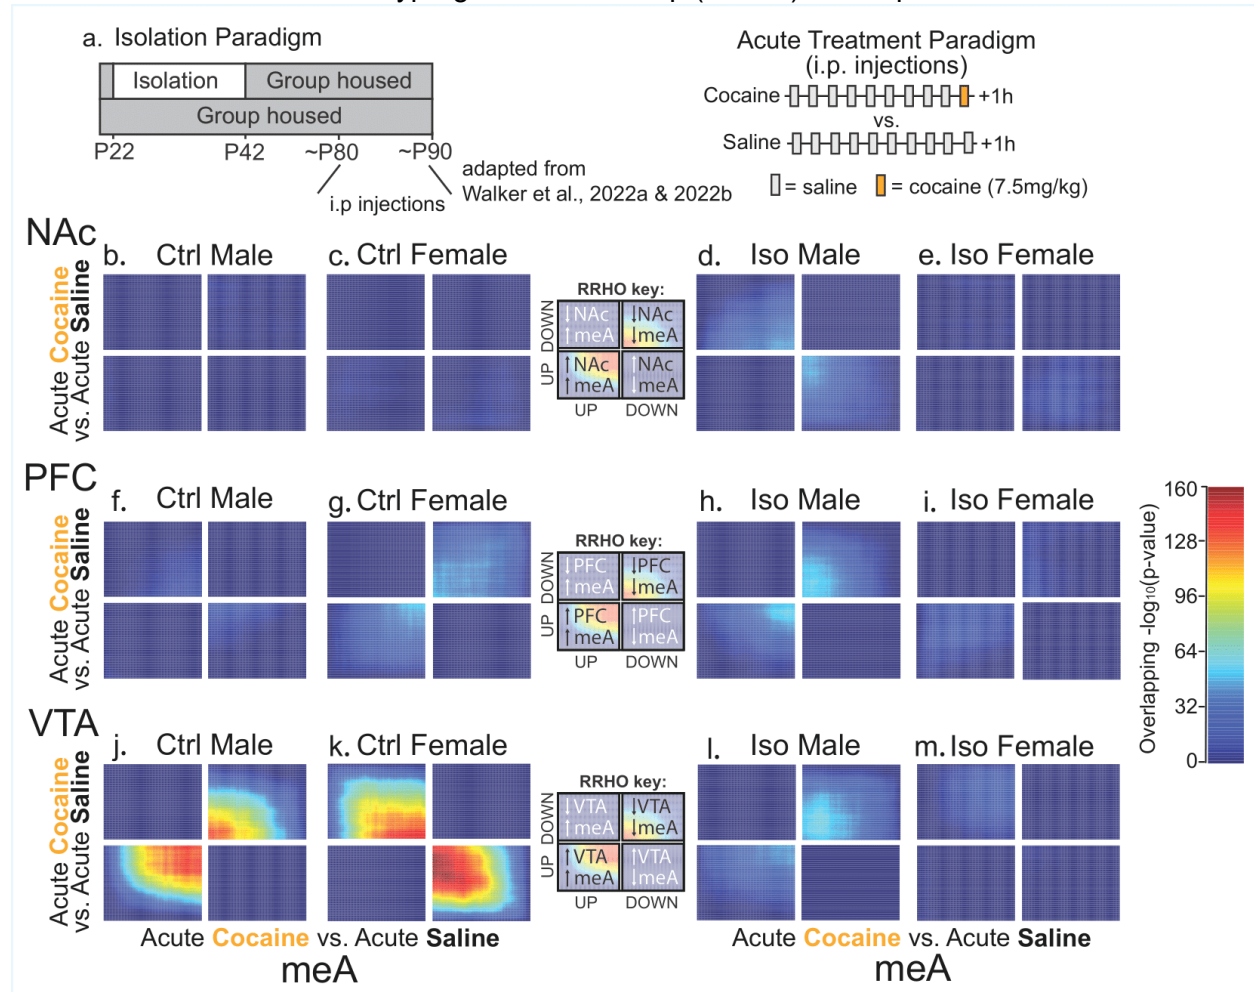 a. Isolation Paradigm
Isolation
Group housed
Group housed
P22
P42
~P80
~P90
i.p injections
adapted from
Walker et al., 2022a & 2022b
Acute Treatment Paradigm
(i.p. injections)
Cocaine
+1h
vs.
Saline
+1h
= saline
= cocaine (7.5mg/kg)
NAc
b. Ctrl Male
c. Ctrl Female
d. Iso Male
e. Iso Female
Acute Cocaine
vs. Acute Saline
RRHO key:
DOWN
UP
↓NAc
↑meA
↓NAc
↓meA
↑NAc
↑meA
↑NAc
↓meA
UP
DOWN
PFC
f. Ctrl Male
g. Ctrl Female
h. Iso Male
i. Iso Female
Acute Cocaine
vs. Acute Saline
RRHO key:
DOWN
UP
↓PFC
↑meA
↓PFC
↓meA
↑PFC
↑meA
↑PFC
↓meA
UP
DOWN
Overlapping -log₁₀(p-value)
160
128
96
64
32
0
VTA
j. Ctrl Male
k. Ctrl Female
l. Iso Male
m. Iso Female
Acute Cocaine
vs. Acute Saline
RRHO key:
DOWN
UP
↓VTA
↑meA
↓VTA
↓meA
↑VTA
↑meA
↑VTA
↓meA
UP
DOWN
Acute Cocaine vs. Acute Saline
meA
Acute Cocaine vs. Acute Saline
meA